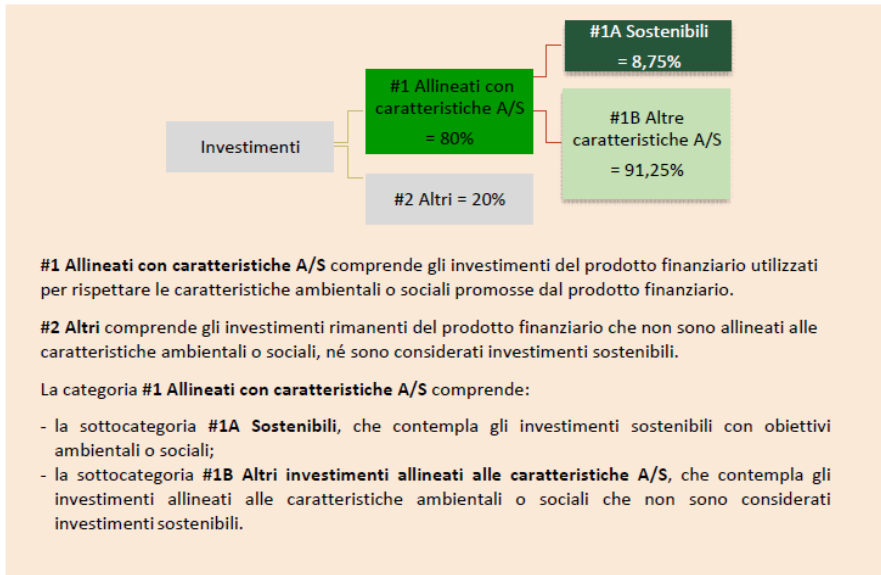 #1A Sostenibili
= 8,75%
#1 Allineati con
caratteristiche A/S
= 80%
#1B Altre
caratteristiche A/S
= 91,25%
Investimenti
#2 Altri = 20%
#1 Allineati con caratteristiche A/S comprende gli investimenti del prodotto finanziario utilizzati
per rispettare le caratteristiche ambientali o sociali promosse dal prodotto finanziario.
#2 Altri comprende gli investimenti rimanenti del prodotto finanziario che non sono allineati alle
caratteristiche ambientali o sociali, né sono considerati investimenti sostenibili.
La categoria #1 Allineati con caratteristiche A/S comprende:
- la sottocategoria #1A Sostenibili, che contempla gli investimenti sostenibili con obiettivi
ambientali o sociali;
- la sottocategoria #1B Altri investimenti allineati alle caratteristiche A/S, che contempla gli
investimenti allineati alle caratteristiche ambientali o sociali che non sono considerati
investimenti sostenibili.